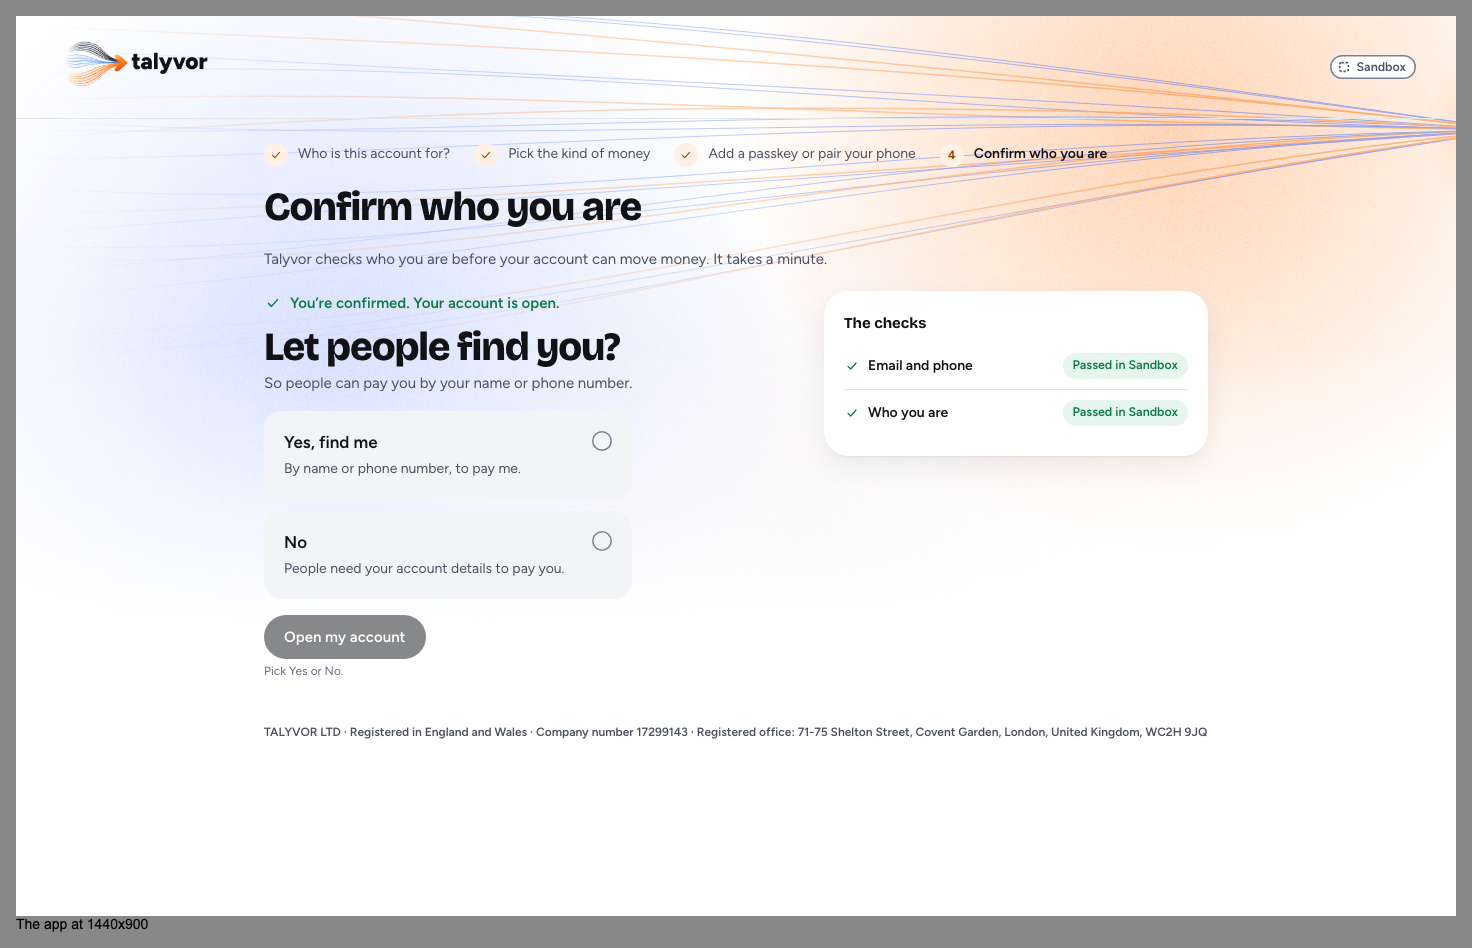 talyvor
Sandbox
Who is this account for?
Pick the kind of money
Add a passkey or pair your phone
4 Confirm who you are
Confirm who you are
Talyvor checks who you are before your account can move money. It takes a minute.
You’re confirmed. Your account is open.
Let people find you?
So people can pay you by your name or phone number.
Yes, find me
By name or phone number, to pay me.
No
People need your account details to pay you.
Open my account
Pick Yes or No.
The checks
Email and phone Passed in Sandbox
Who you are Passed in Sandbox
TALYVOR LTD · Registered in England and Wales · Company number 17299143 · Registered office: 71-75 Shelton Street, Covent Garden, London, United Kingdom, WC2H 9JQ
The app at 1440x900